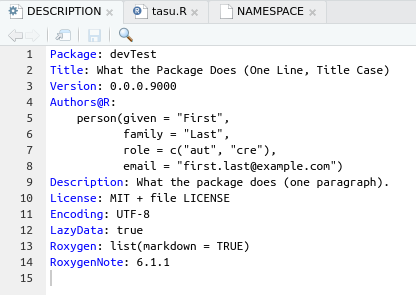 DESCRIPTION × tasu.R × NAMESPACE ×
1 Package: devTest
2 Title: What the Package Does (One Line, Title Case)
3 Version: 0.0.0.9000
4 Authors@R:
5     person(given = "First",
6            family = "Last",
7            role = c("aut", "cre"),
8            email = "first.last@example.com")
9 Description: What the package does (one paragraph).
10 License: MIT + file LICENSE
11 Encoding: UTF-8
12 LazyData: true
13 Roxygen: list(markdown = TRUE)
14 RoxygenNote: 6.1.1
15